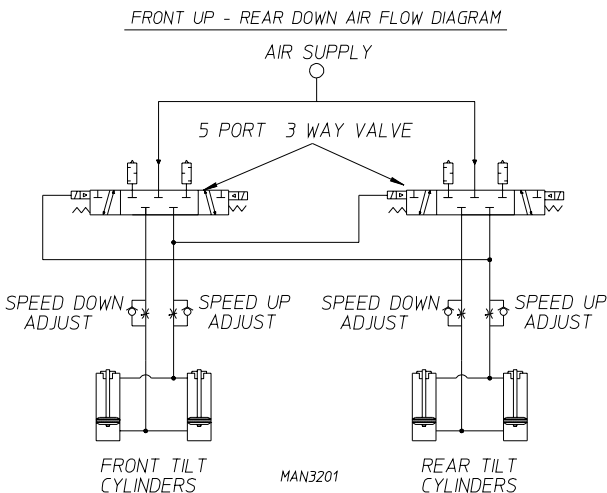 FRONT UP - REAR DOWN AIR FLOW DIAGRAM
AIR SUPPLY
5 PORT 3 WAY VALVE
SPEED DOWN
ADJUST
SPEED UP
ADJUST
SPEED DOWN
ADJUST
SPEED UP
ADJUST
FRONT TILT
CYLINDERS
MAN3201
REAR TILT
CYLINDERS